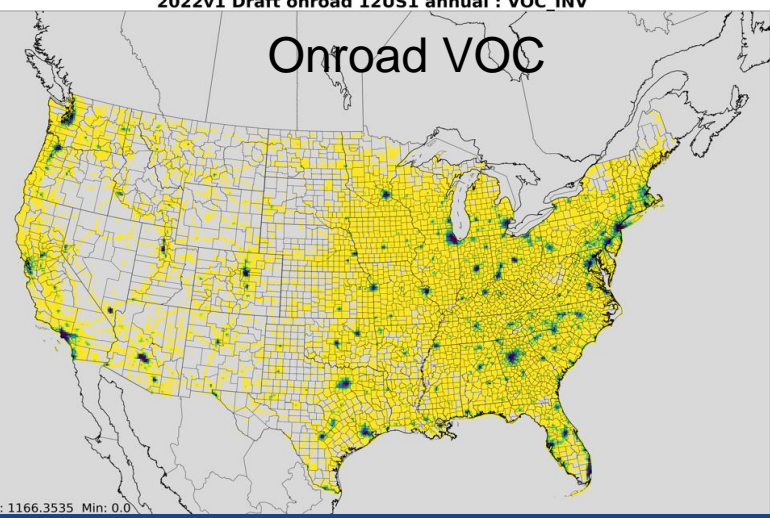 2022v1 Draft onroad 12US1 annual : VOC_INV
Onroad VOC
: 1166.3535 Min: 0.0